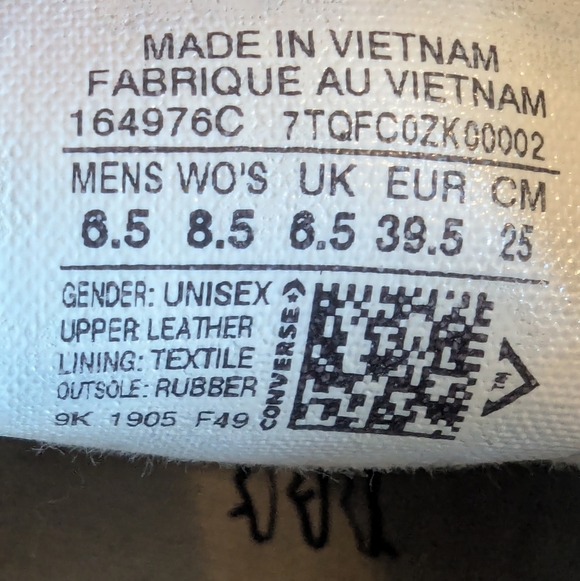 MADE IN VIETNAM
FABRIQUE AU VIETNAM
164976C 7TQFC0ZK00002
MENS WO'S UK EUR CM
6.5 8.5 6.5 39.5 25
GENDER: UNISEX
UPPER LEATHER
LINING: TEXTILE
OUTSOLE: RUBBER
9K 1905 F49
CONVERSE
TM